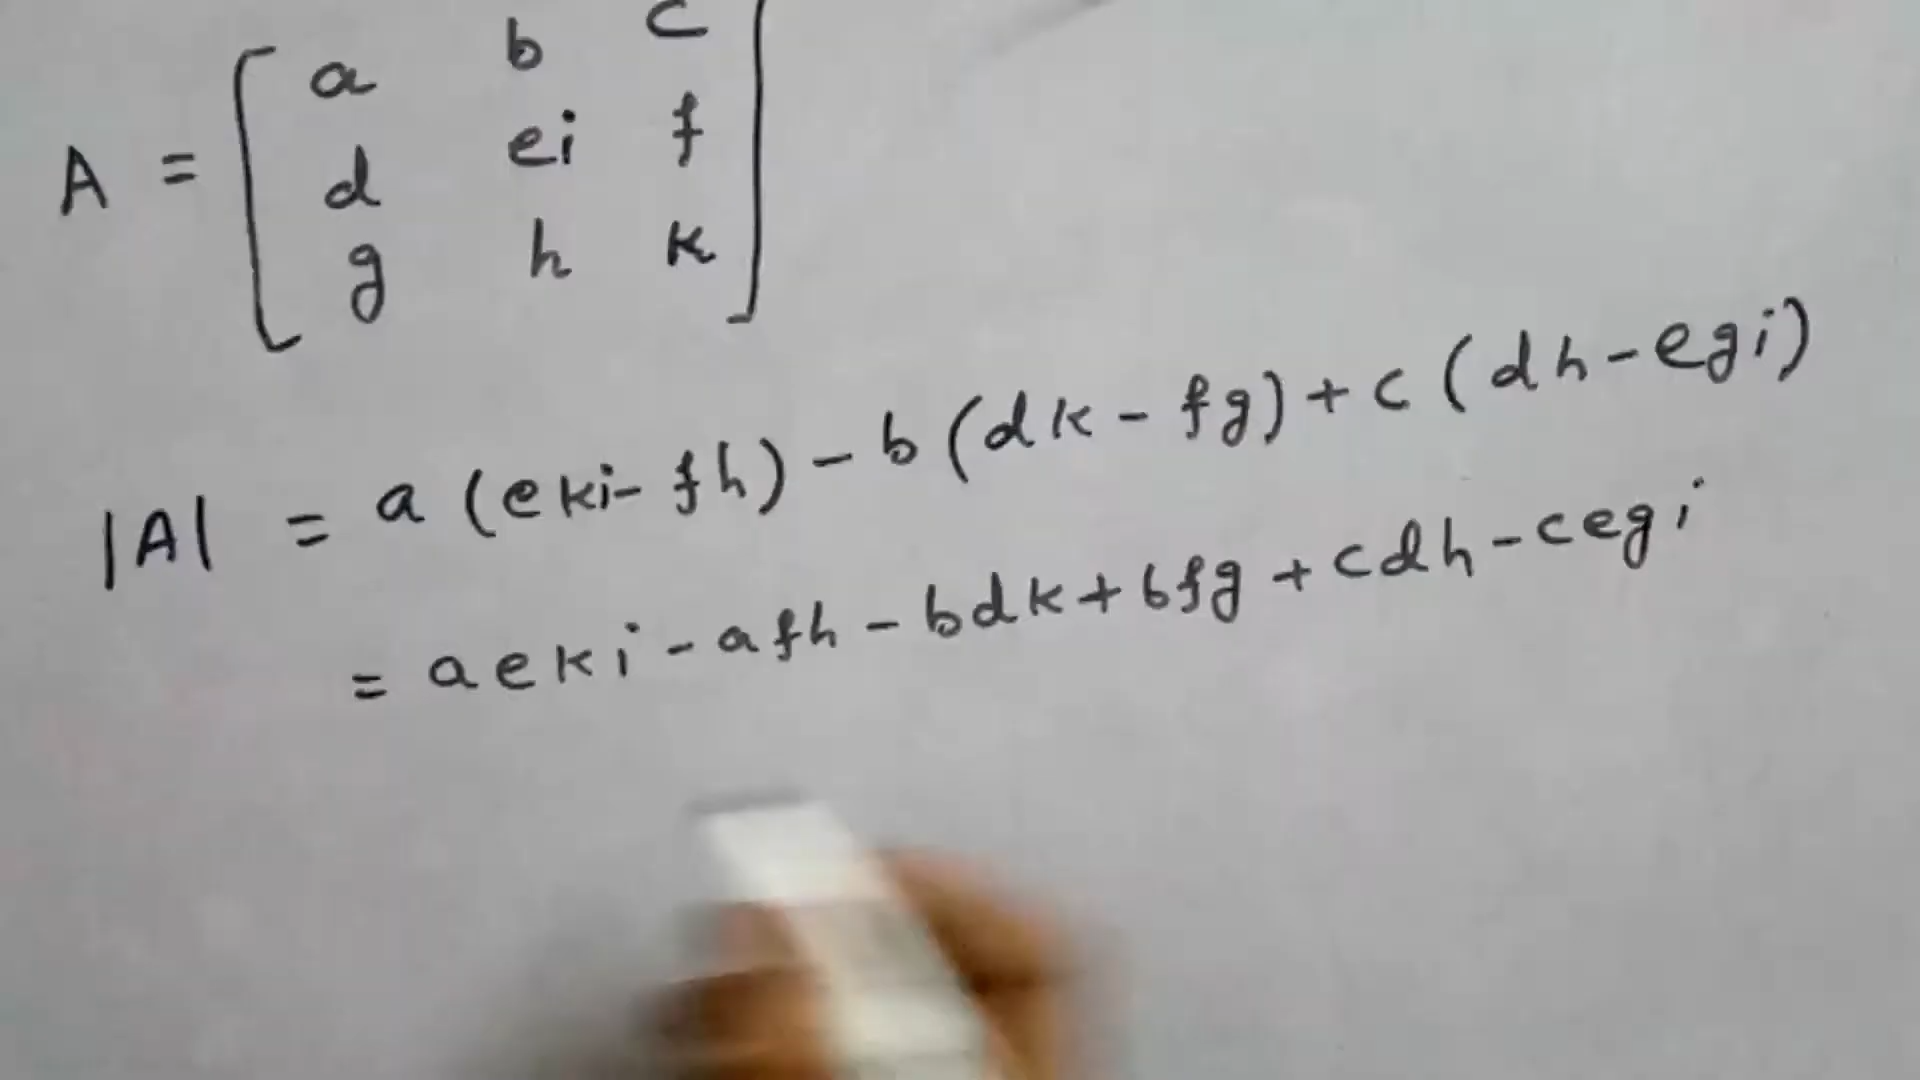 a b c
A = d ei f
g h k
|A| = a (eki - fh) - b (dk - fg) + c (dh - egi)
= aeki - afh - bdk + bfg + cdh - cegi